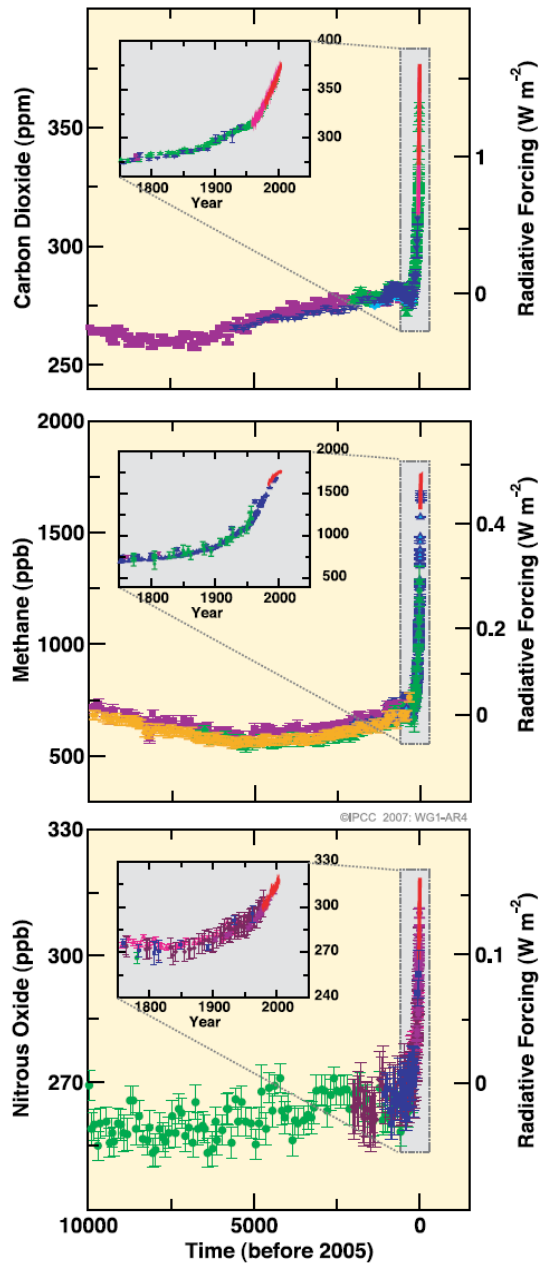 400
350
300
250
Carbon Dioxide (ppm)
400
300
1800 1900 2000
Year
1
0
Radiative Forcing (W m⁻²)
2000
1500
1000
500
Methane (ppb)
2000
1500
1000
500
1800 1900 2000
Year
0.4
0.2
0
Radiative Forcing (W m⁻²)
©IPCC 2007: WG1-AR4
330
300
270
Nitrous Oxide (ppb)
330
300
270
240
1800 1900 2000
Year
0.1
0
Radiative Forcing (W m⁻²)
10000 5000 0
Time (before 2005)